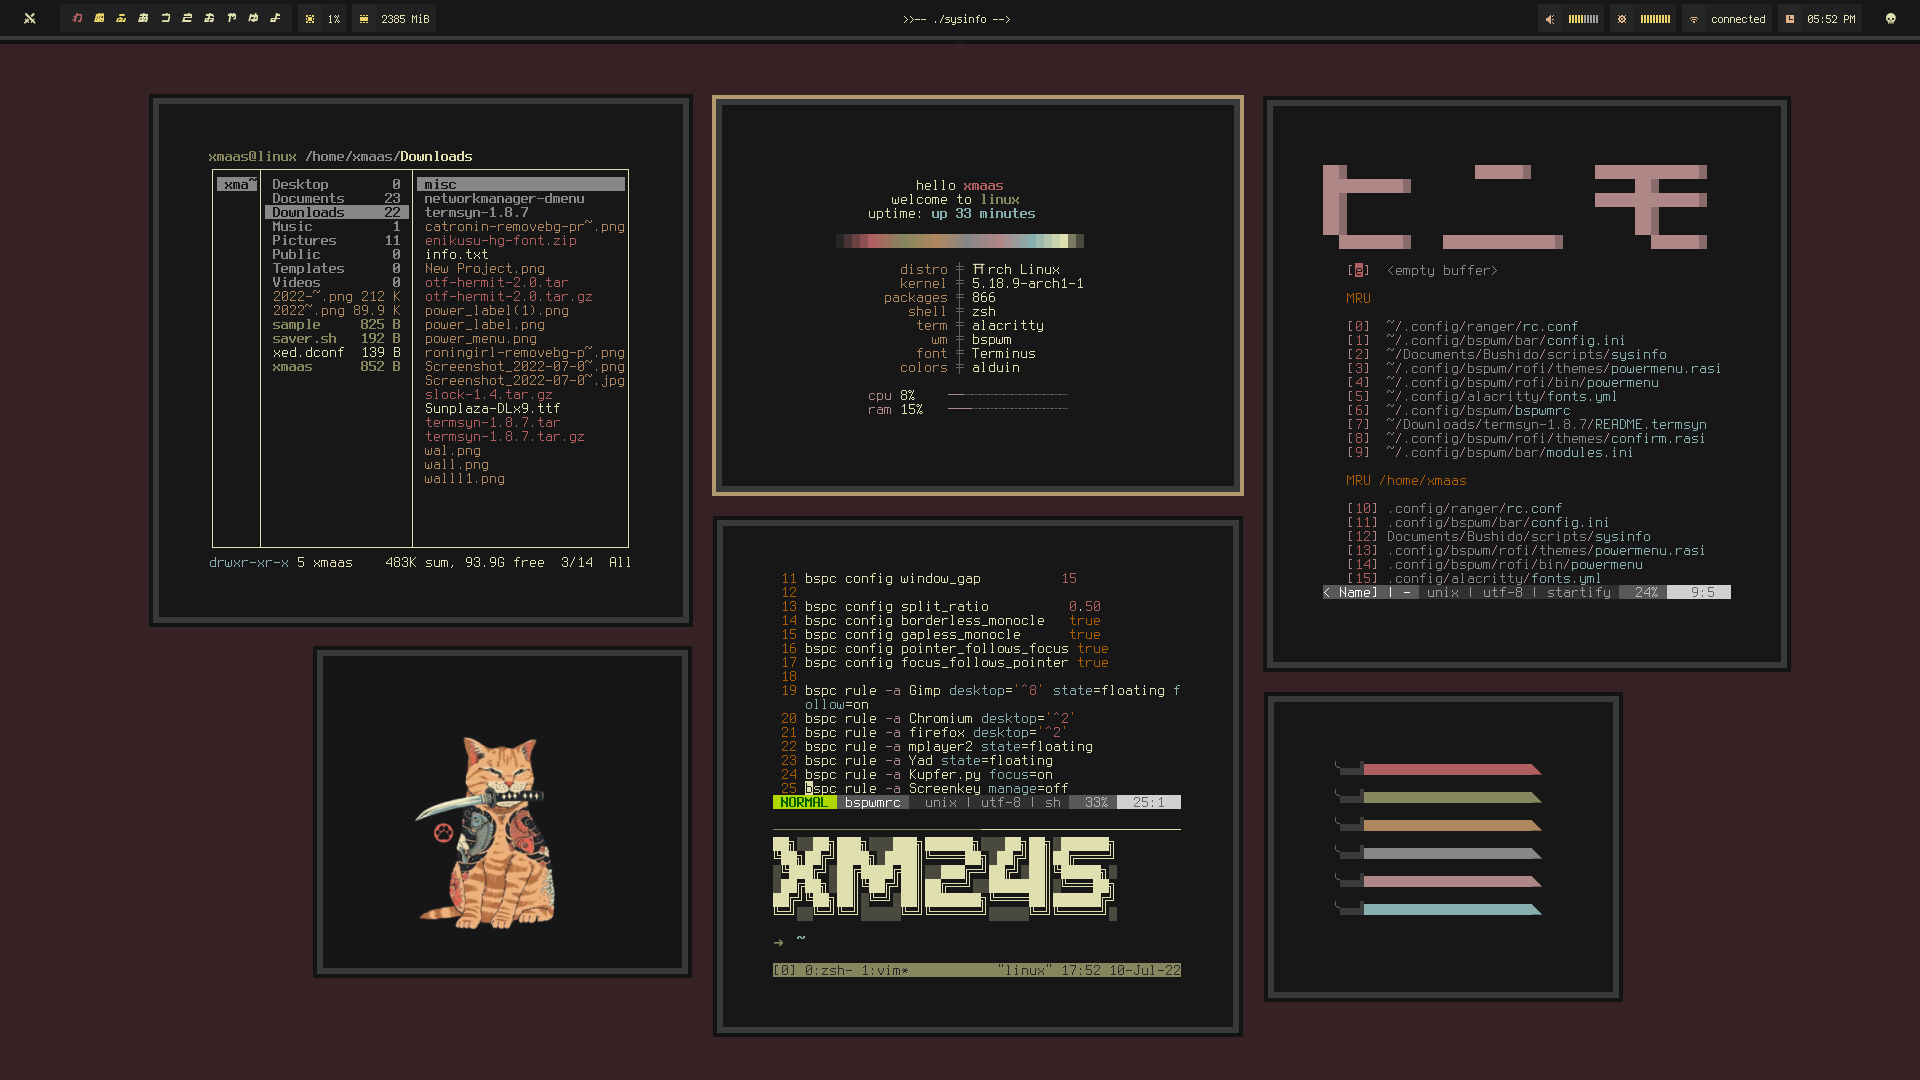 1%
2385 MiB
>>-- ./sysinfo -->
connected
05:52 PM
xmaas@linux /home/xmaas/Downloads
xma~
Desktop 0
Documents 23
Downloads 22
Music 1
Pictures 11
Public 0
Templates 0
Videos 0
2022-~.png 212 K
2022~.png 89.9 K
sample 825 B
saver.sh 192 B
xed.dconf 139 B
xmaas 852 B
misc
networkmanager-dmenu
termsyn-1.8.7
catronin-removebg-pr~.png
enikusu-hg-font.zip
info.txt
New Project.png
otf-hermit-2.0.tar
otf-hermit-2.0.tar.gz
power_label(1).png
power_label.png
power_menu.png
roningirl-removebg-p~.png
Screenshot_2022-07-0~.png
Screenshot_2022-07-0~.jpg
slock-1.4.tar.gz
Sunplaza-DLx9.ttf
termsyn-1.8.7.tar
termsyn-1.8.7.tar.gz
wal.png
wall.png
walll1.png
drwxr-xr-x 5 xmaas 483K sum, 93.9G free 3/14 All
hello xmaas
welcome to linux
uptime: up 33 minutes
distro ╪ ⛩rch Linux
kernel ╪ 5.18.9-arch1-1
packages ╪ 866
shell ╪ zsh
term ╪ alacritty
wm ╪ bspwm
font ╪ Terminus
colors ╪ alduin
cpu 8%
ram 15%
11 bspc config window_gap 15
12
13 bspc config split_ratio 0.50
14 bspc config borderless_monocle true
15 bspc config gapless_monocle true
16 bspc config pointer_follows_focus true
17 bspc config focus_follows_pointer true
18
19 bspc rule -a Gimp desktop='^8' state=floating f
ollow=on
20 bspc rule -a Chromium desktop='^2'
21 bspc rule -a firefox desktop='^2'
22 bspc rule -a mplayer2 state=floating
23 bspc rule -a Yad state=floating
24 bspc rule -a Kupfer.py focus=on
25 bspc rule -a Screenkey manage=off
NORMAL bspwmrc unix | utf-8 | sh 33% 25:1
XM245
→ ~
[0] 0:zsh- 1:vim* "linux" 17:52 10-Jul-22
ヒニモ
[e] <empty buffer>
MRU
[0] ~/.config/ranger/rc.conf
[1] ~/.config/bspwm/bar/config.ini
[2] ~/Documents/Bushido/scripts/sysinfo
[3] ~/.config/bspwm/rofi/themes/powermenu.rasi
[4] ~/.config/bspwm/rofi/bin/powermenu
[5] ~/.config/alacritty/fonts.yml
[6] ~/.config/bspwm/bspwmrc
[7] ~/Downloads/termsyn-1.8.7/README.termsyn
[8] ~/.config/bspwm/rofi/themes/confirm.rasi
[9] ~/.config/bspwm/bar/modules.ini
MRU /home/xmaas
[10] .config/ranger/rc.conf
[11] .config/bspwm/bar/config.ini
[12] Documents/Bushido/scripts/sysinfo
[13] .config/bspwm/rofi/themes/powermenu.rasi
[14] .config/bspwm/rofi/bin/powermenu
[15] .config/alacritty/fonts.yml
< Name] | - unix | utf-8 | startify 24% 9:5